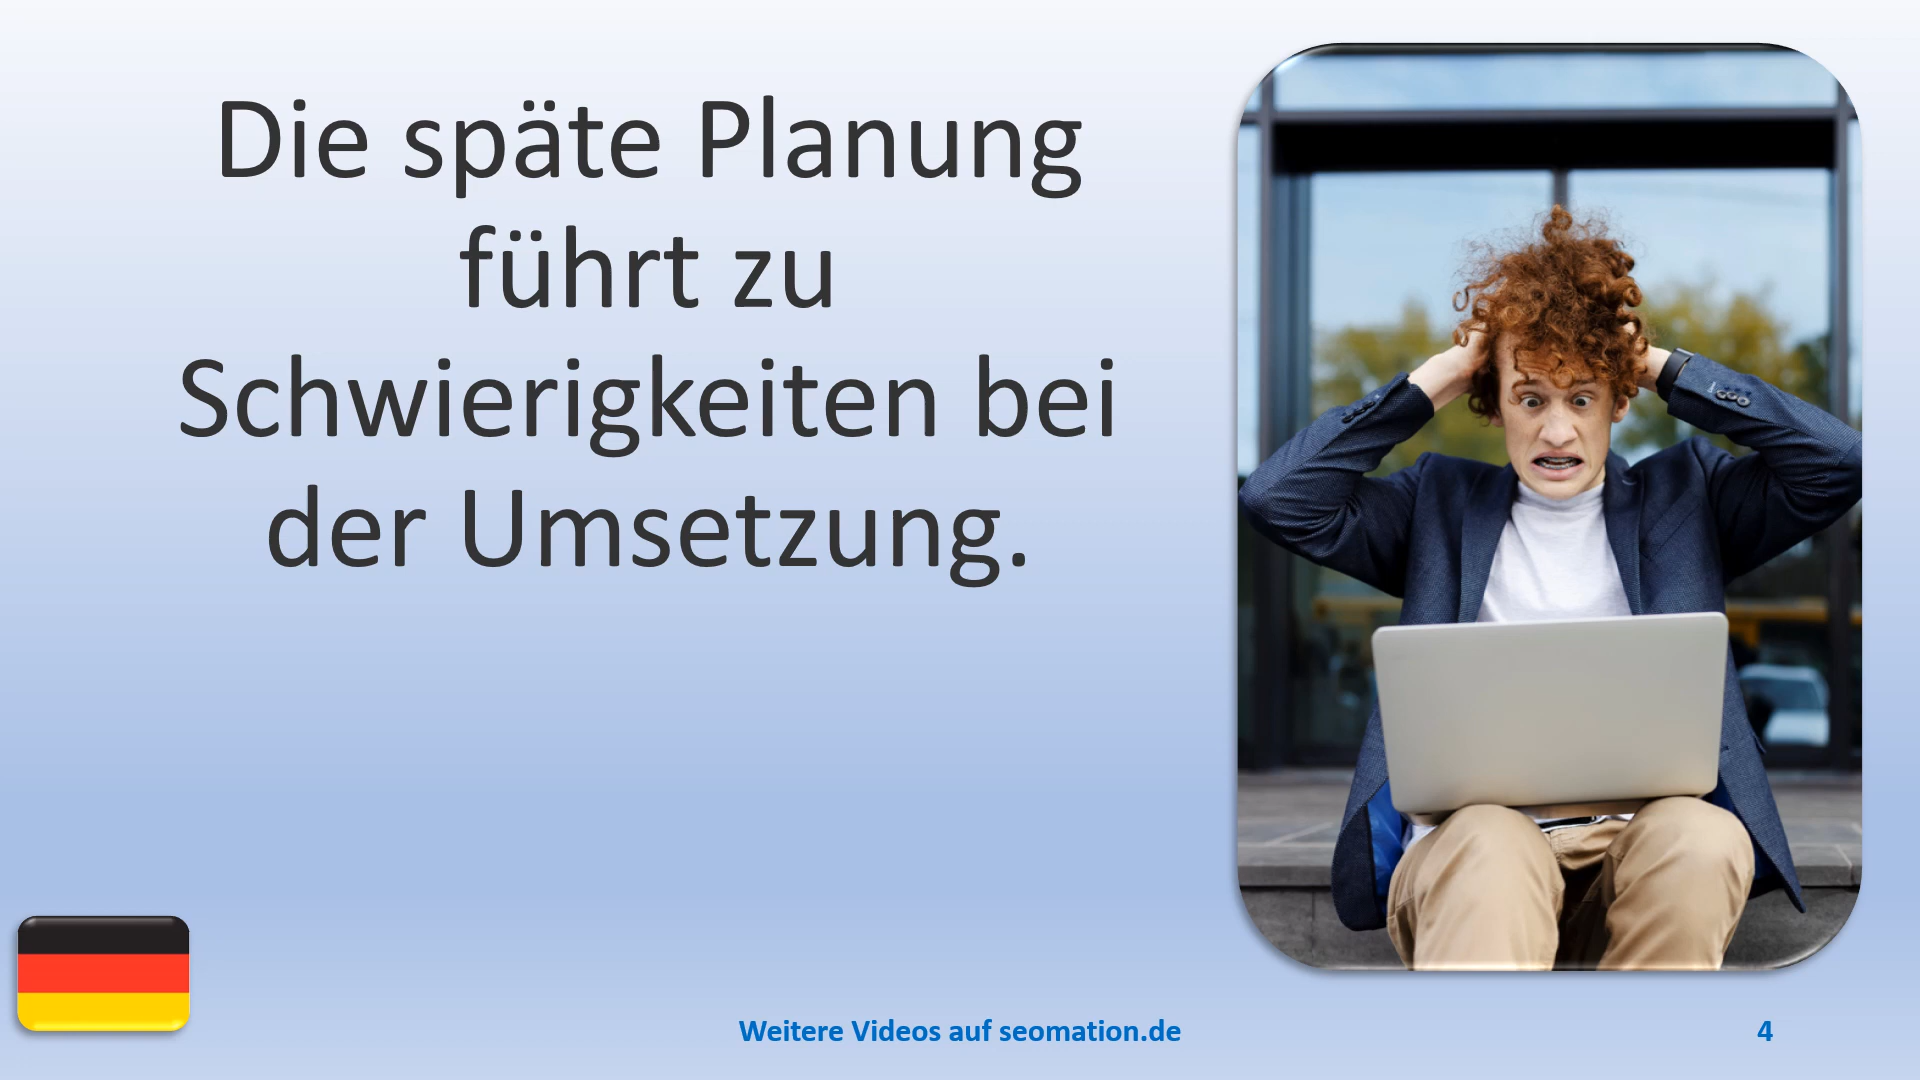 Die späte Planung
führt zu
Schwierigkeiten bei
der Umsetzung.
Weitere Videos auf seomation.de
4